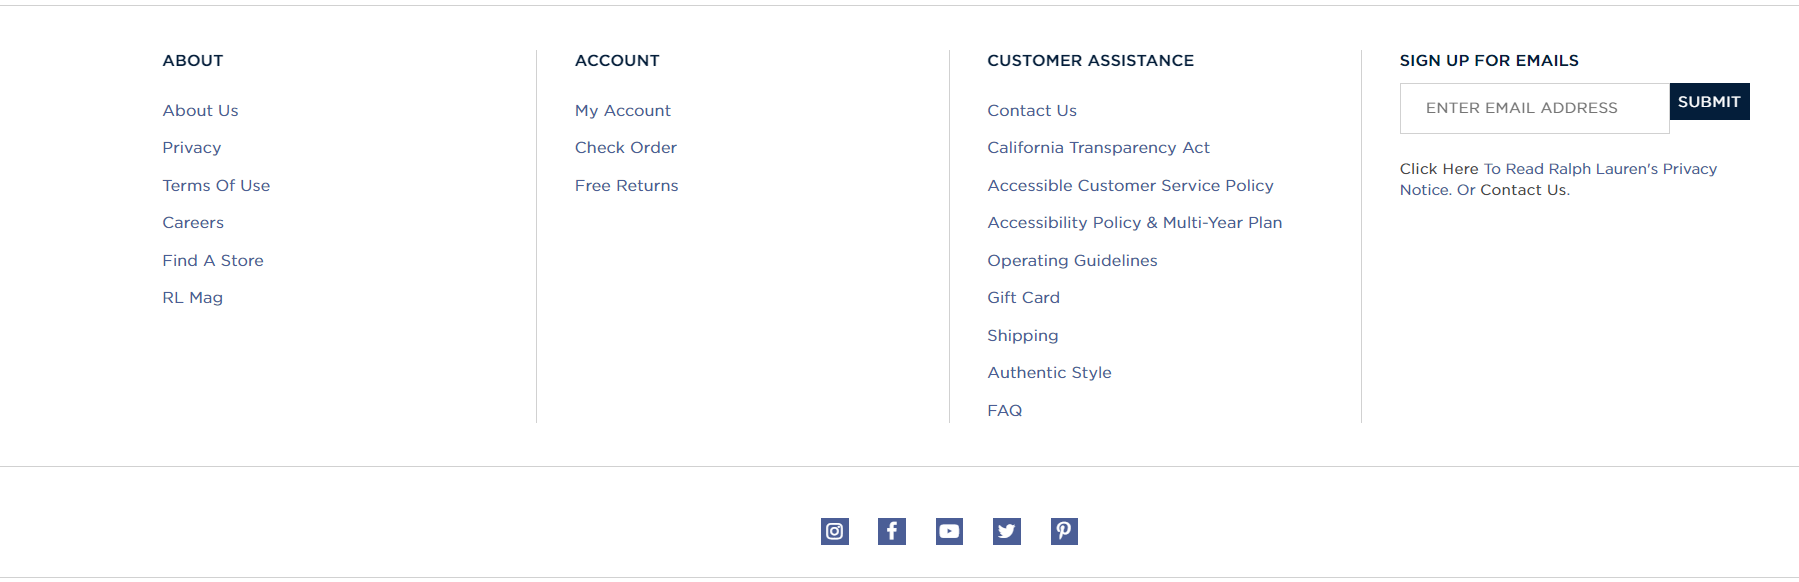 ABOUT
About Us
Privacy
Terms Of Use
Careers
Find A Store
RL Mag
ACCOUNT
My Account
Check Order
Free Returns
CUSTOMER ASSISTANCE
Contact Us
California Transparency Act
Accessible Customer Service Policy
Accessibility Policy & Multi-Year Plan
Operating Guidelines
Gift Card
Shipping
Authentic Style
FAQ
SIGN UP FOR EMAILS
ENTER EMAIL ADDRESS
SUBMIT
Click Here To Read Ralph Lauren's Privacy
Notice. Or Contact Us.